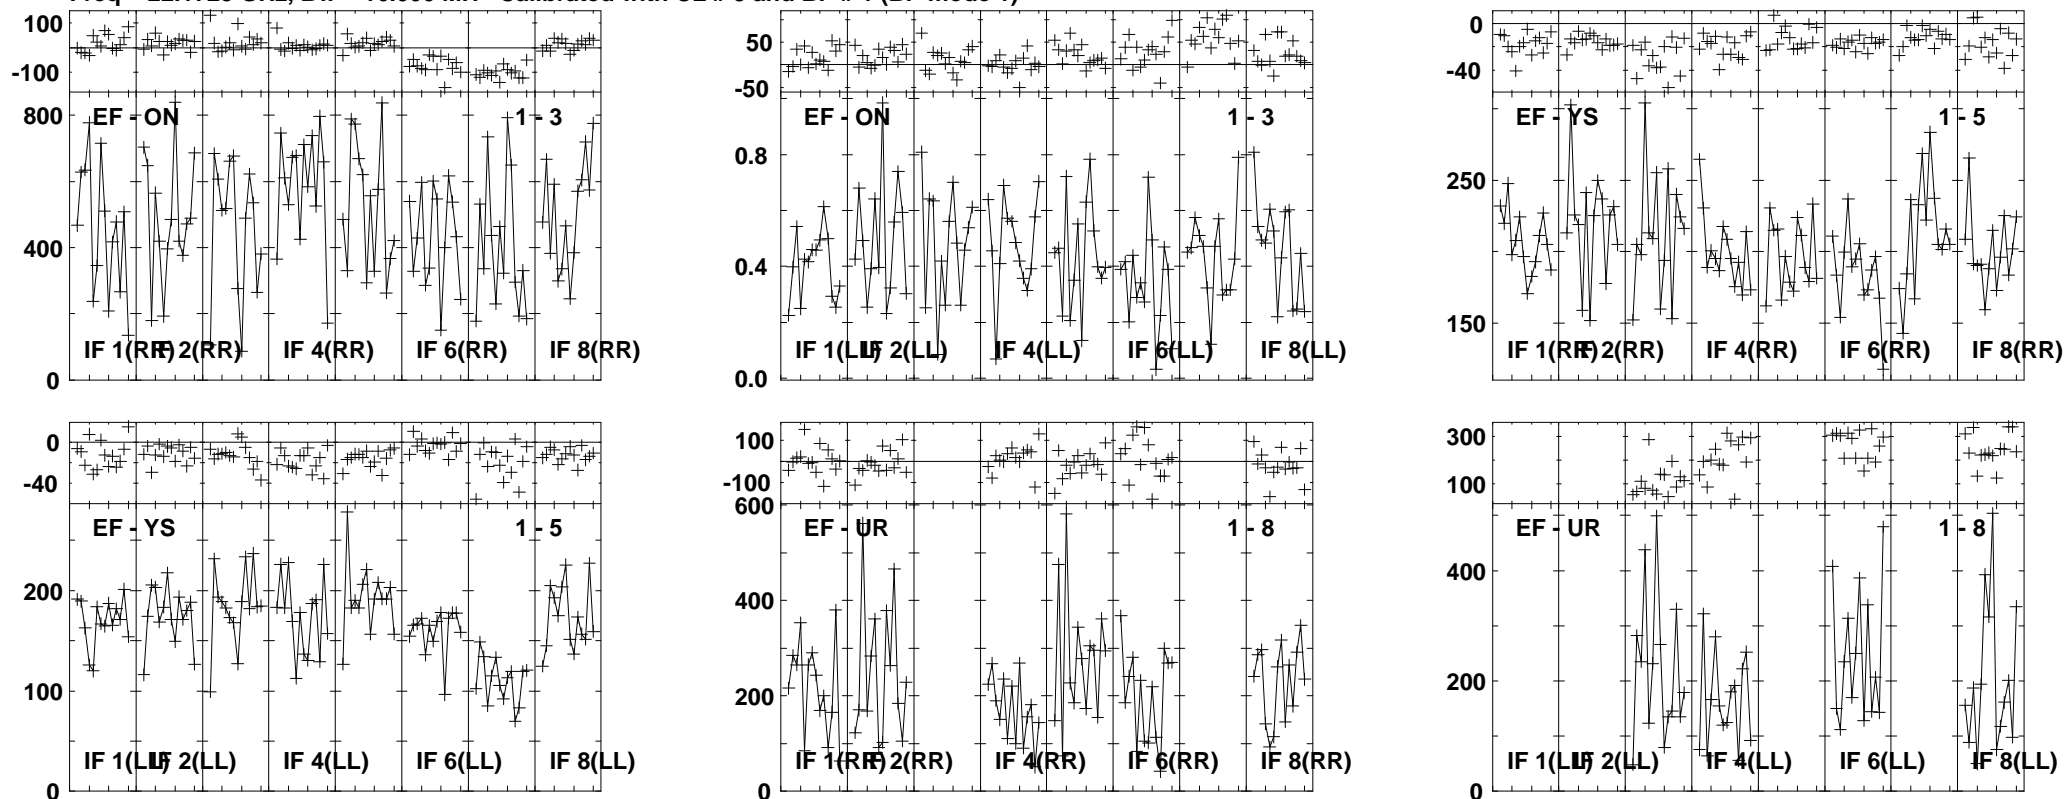 100
-100
800
400
0
EF - ON
1 - 3
IF 1(RR)
IF 2(RR)
IF 4(RR)
IF 6(RR)
IF 8(RR)
50
-50
0.8
0.4
0.0
EF - ON
1 - 3
IF 1(LL)
IF 2(LL)
IF 4(LL)
IF 6(LL)
IF 8(LL)
0
-40
250
150
EF - YS
1 - 5
IF 1(RR)
IF 2(RR)
IF 4(RR)
IF 6(RR)
IF 8(RR)
0
-40
200
100
0
EF - YS
1 - 5
IF 1(LL)
IF 2(LL)
IF 4(LL)
IF 6(LL)
IF 8(LL)
100
-100
600
400
200
0
EF - UR
1 - 8
IF 1(RR)
IF 2(RR)
IF 4(RR)
IF 6(RR)
IF 8(RR)
300
100
400
200
0
EF - UR
1 - 8
IF 1(LL)
IF 2(LL)
IF 4(LL)
IF 6(LL)
IF 8(LL)